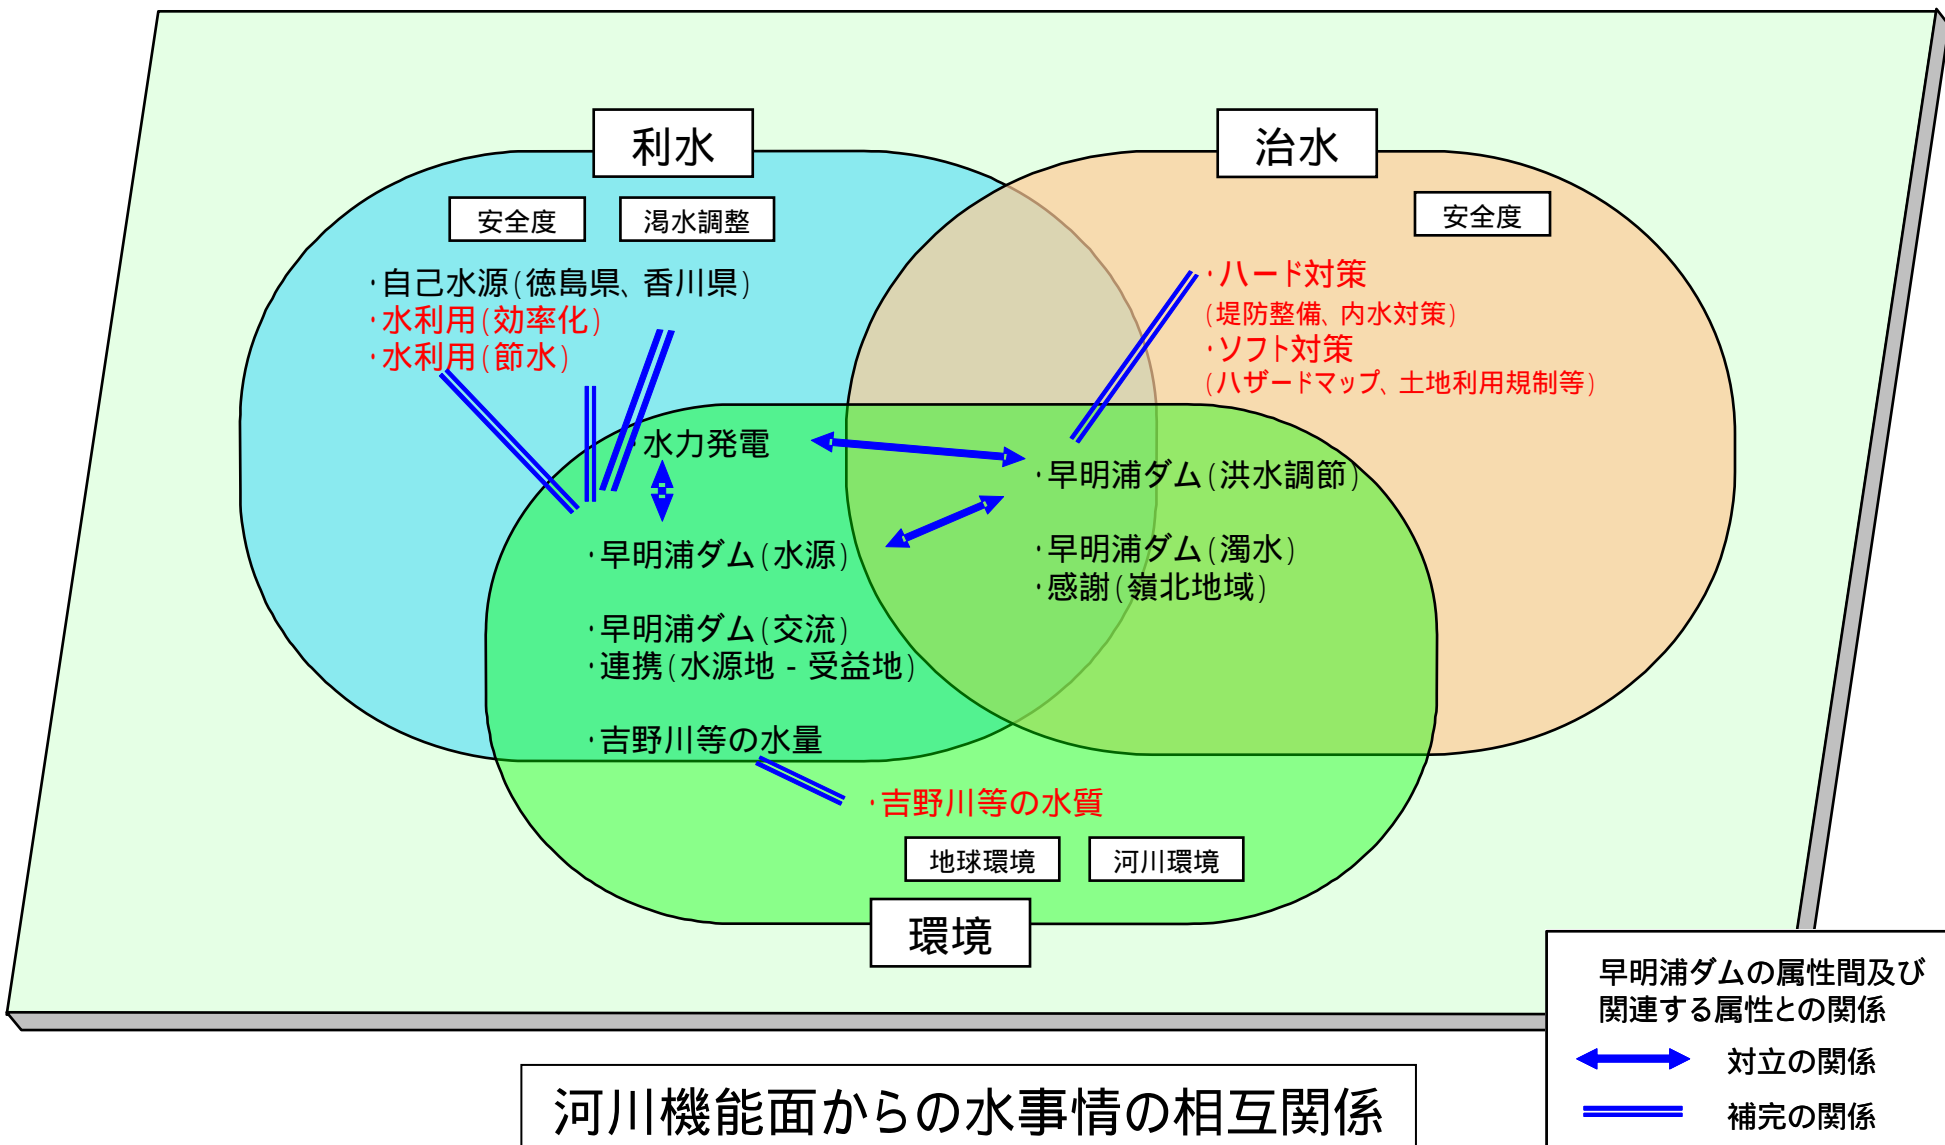 利水
治水
安全度
渇水調整
安全度
・自己水源(徳島県、香川県)
・水利用(効率化)
・水利用(節水)
・ハード対策
(堤防整備、内水対策)
・ソフト対策
(ハザードマップ、土地利用規制等)
・水力発電
・早明浦ダム(洪水調節)
・早明浦ダム(水源)
・早明浦ダム(濁水)
・感謝(嶺北地域)
・早明浦ダム(交流)
・連携(水源地 - 受益地)
・吉野川等の水量
・吉野川等の水質
地球環境
河川環境
環境
早明浦ダムの属性間及び
関連する属性との関係
対立の関係
補完の関係
河川機能面からの水事情の相互関係